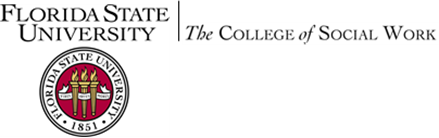 FLORIDA STATE
UNIVERSITY
The COLLEGE of SOCIAL WORK
FLORIDA STATE UNIVERSITY
1851